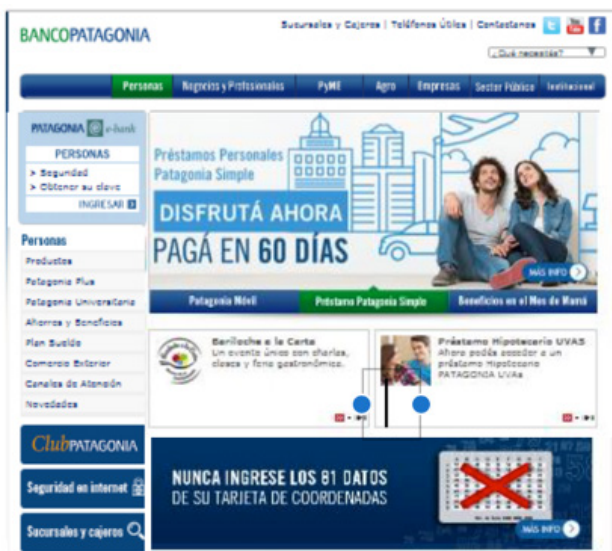 BANCOPATAGONIA
Sucursales y Cajeros | Teléfonos Útiles | Contactanos
¿Qué necesitás?
Personas Negocios y Profesionales PyME Agro Empresas Sector Público Institucional
PATAGONIA e-bank
PERSONAS
> Seguridad
> Obtener su clave
INGRESAR
Préstamos Personales
Patagonia Simple
DISFRUTÁ AHORA
PAGÁ EN 60 DÍAS
MÁS INFO
Patagonia Móvil Préstamo Patagonia Simple Beneficios en el Mes de Mamá
Personas
Productos
Patagonia Plus
Patagonia Universitaria
Ahorros y Beneficios
Plan Sueldo
Comercio Exterior
Canales de Atención
Novedades
Bariloche a la Carta
Un evento único con charlas,
clases y feria gastronómica.
Préstamo Hipotecario UVAS
Ahora podés acceder a un
préstamo Hipotecario
PATAGONIA UVAs
ClubPATAGONIA
Seguridad en internet
Sucursales y cajeros
NUNCA INGRESE LOS 81 DATOS
DE SU TARJETA DE COORDENADAS
MÁS INFO